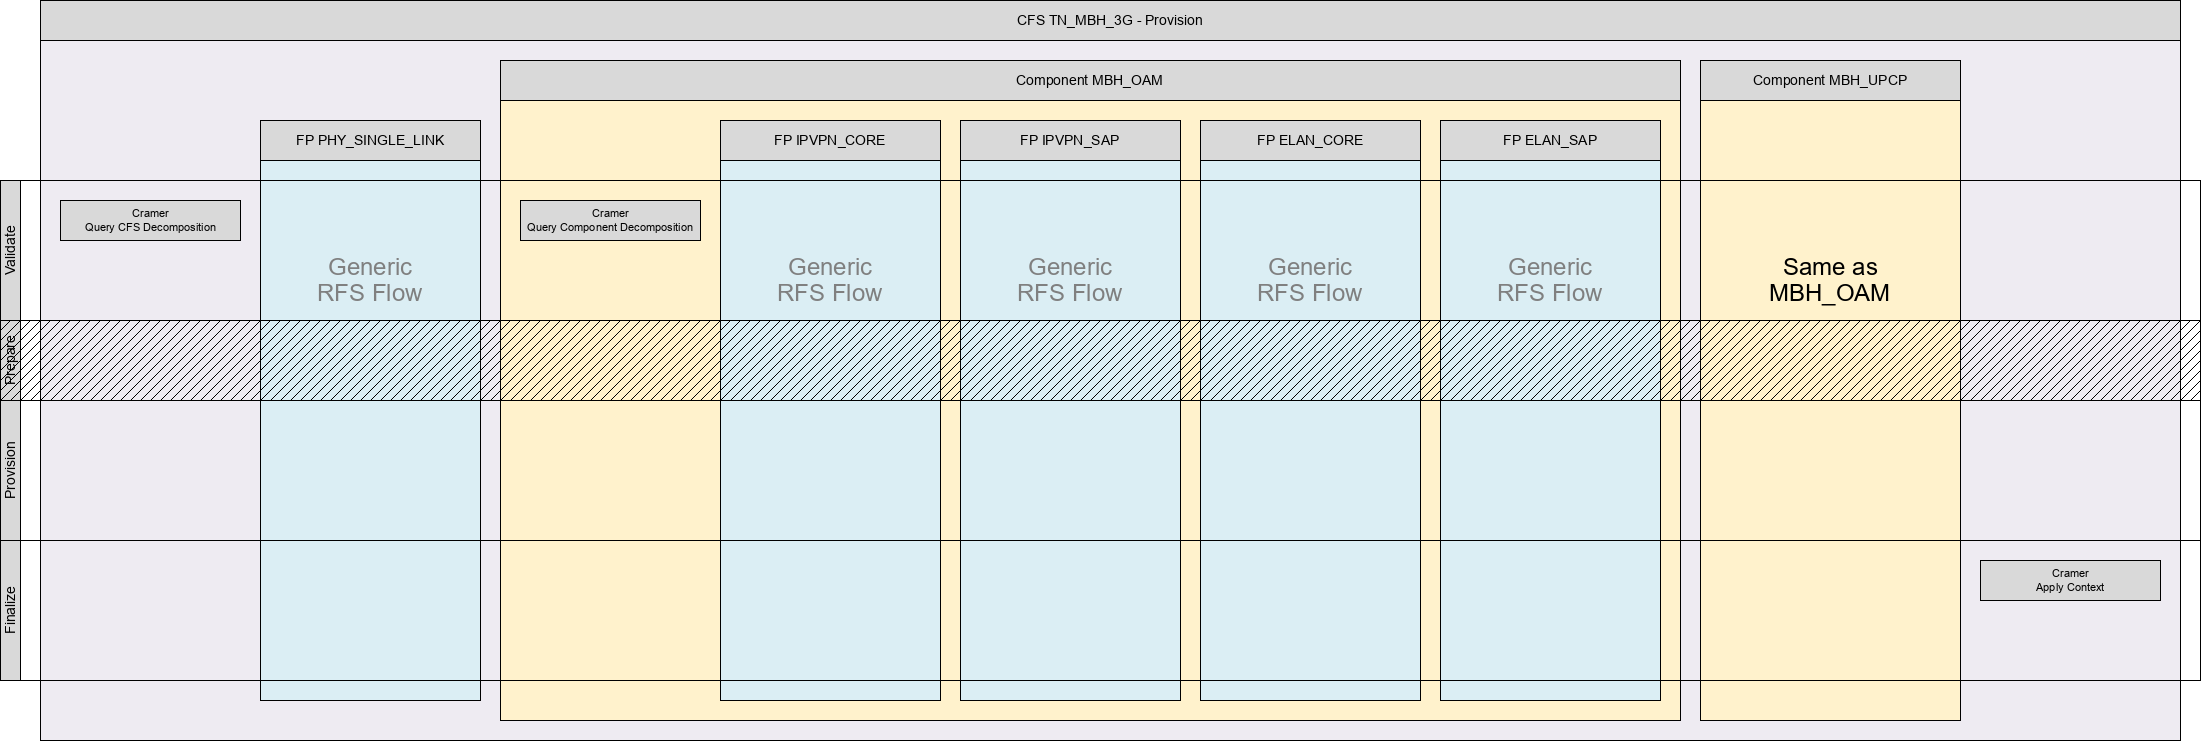 CFS TN_MBH_3G - Provision
Component MBH_OAM
Component MBH_UPCP
FP PHY_SINGLE_LINK
FP IPVPN_CORE
FP IPVPN_SAP
FP ELAN_CORE
FP ELAN_SAP
Validate
Cramer
Query CFS Decomposition
Generic
RFS Flow
Cramer
Query Component Decomposition
Generic
RFS Flow
Generic
RFS Flow
Generic
RFS Flow
Generic
RFS Flow
Same as
MBH_OAM
Prepare
Provision
Finalize
Cramer
Apply Context